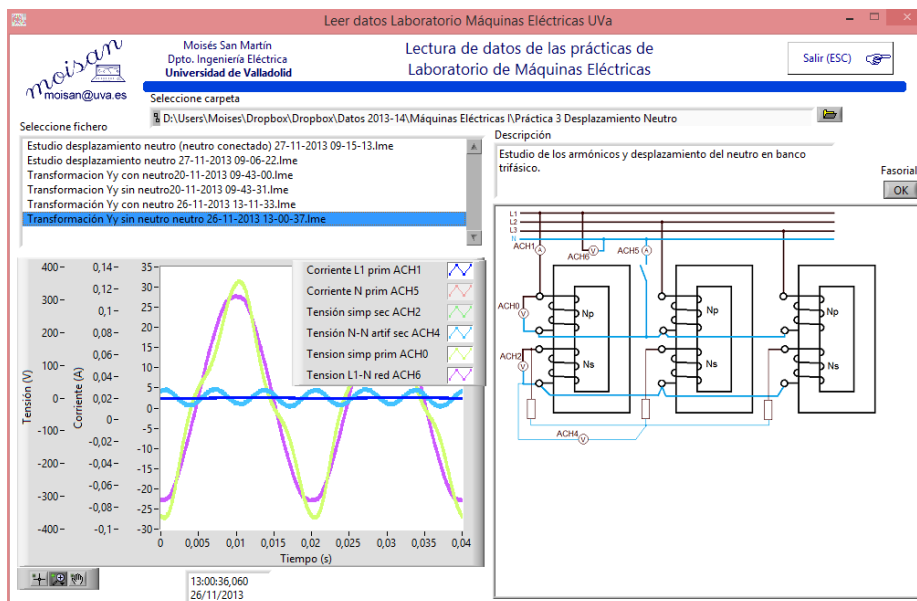 Leer datos Laboratorio Máquinas Eléctricas UVa
moisan
moisan@uva.es
Moisés San Martín
Dpto. Ingeniería Eléctrica
Universidad de Valladolid
Lectura de datos de las prácticas de
Laboratorio de Máquinas Eléctricas
Salir (ESC)
Seleccione carpeta
D:\Users\Moises\Dropbox\Dropbox\Datos 2013-14\Máquinas Eléctricas I\Práctica 3 Desplazamiento Neutro
Seleccione fichero
Estudio desplazamiento neutro (neutro conectado) 27-11-2013 09-15-13.lme
Estudio desplazamiento neutro 27-11-2013 09-06-22.lme
Transformacion Yy con neutro20-11-2013 09-43-00.lme
Transformación Yy sin neutro20-11-2013 09-43-31.lme
Transformación Yy con neutro 26-11-2013 13-11-33.lme
Transformación Yy sin neutro neutro 26-11-2013 13-00-37.lme
Descripción
Estudio de los armónicos y desplazamiento del neutro en banco
trifásico.
Fasorial
OK
Tensión (V)
400
300
200
100
0
-100
-200
-300
-400
Corriente (A)
0,14
0,12
0,1
0,08
0,06
0,04
0,02
0
-0,02
-0,04
-0,06
-0,08
-0,1
35
30
25
20
15
10
5
0
-5
-10
-15
-20
-25
-30
0 0,005 0,01 0,015 0,02 0,025 0,03 0,035 0,04
Tiempo (s)
Corriente L1 prim ACH1
Corriente N prim ACH5
Tensión simp sec ACH2
Tensión N-N artif sec ACH4
Tension simp prim ACH0
Tension L1-N red ACH6
13:00:36,060
26/11/2013
L1
L2
L3
N
ACH1 A
ACH6 V
ACH5 A
ACH0 V
Np Np Np
ACH2 V
Ns Ns Ns
ACH4 V